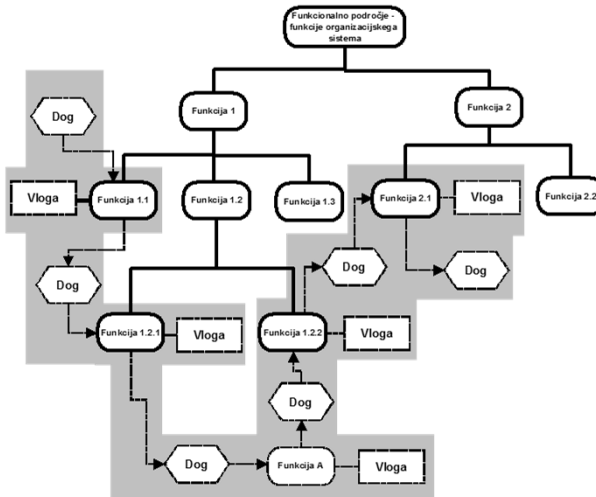 Funkcionalno področje -
funkcije organizacijskega
sistema
Funkcija 1
Funkcija 2
Dog
Vloga
Funkcija 1.1
Funkcija 1.2
Funkcija 1.3
Funkcija 2.1
Vloga
Funkcija 2.2
Dog
Dog
Dog
Funkcija 1.2.1
Vloga
Funkcija 1.2.2
Vloga
Dog
Dog
Funkcija A
Vloga